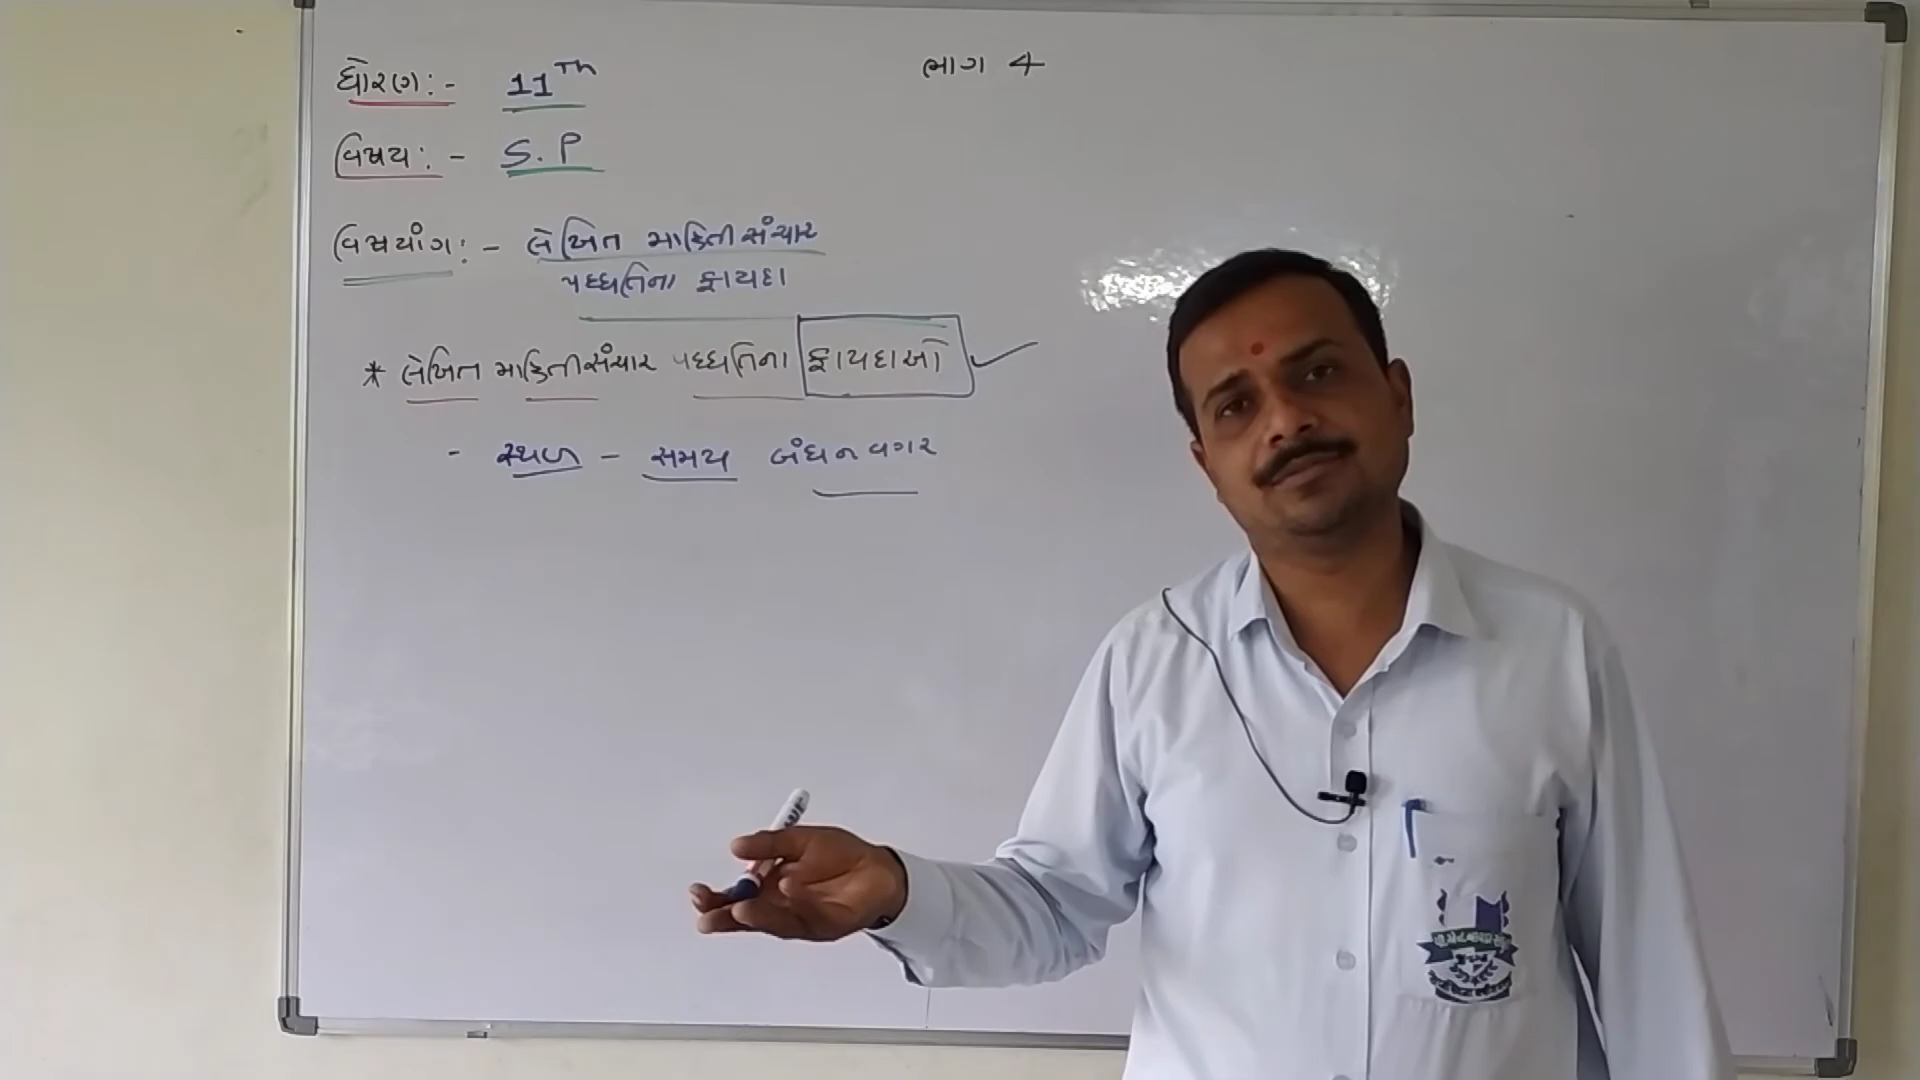 ધોરણ:- 11Th
ભાગ 4
વિષય:- S.P
વિષયાંગ:- લેખિત માહિતીસંચાર
પધ્ધતિના ફાયદા
* લેખિત માહિતીસંચાર પધ્ધતિના ફાયદાઓ
- સ્થળ - સમય બંધન વગર